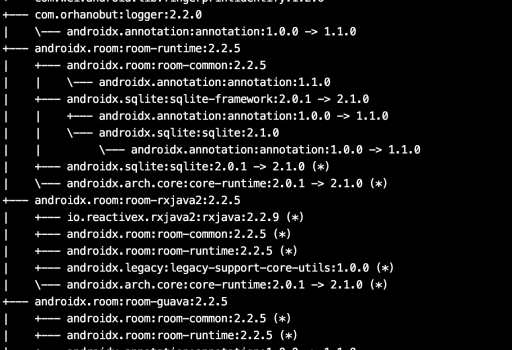 +--- com.orhanobut:logger:2.2.0
|    \--- androidx.annotation:annotation:1.0.0 -> 1.1.0
+--- androidx.room:room-runtime:2.2.5
|    +--- androidx.room:room-common:2.2.5
|    |    \--- androidx.annotation:annotation:1.1.0
|    +--- androidx.sqlite:sqlite-framework:2.0.1 -> 2.1.0
|    |    +--- androidx.annotation:annotation:1.0.0 -> 1.1.0
|    |    \--- androidx.sqlite:sqlite:2.1.0
|    |         \--- androidx.annotation:annotation:1.0.0 -> 1.1.0
|    +--- androidx.sqlite:sqlite:2.0.1 -> 2.1.0 (*)
|    \--- androidx.arch.core:core-runtime:2.0.1 -> 2.1.0 (*)
+--- androidx.room:room-rxjava2:2.2.5
|    +--- io.reactivex.rxjava2:rxjava:2.2.9 (*)
|    +--- androidx.room:room-common:2.2.5 (*)
|    +--- androidx.room:room-runtime:2.2.5 (*)
|    +--- androidx.legacy:legacy-support-core-utils:1.0.0 (*)
|    \--- androidx.arch.core:core-runtime:2.0.1 -> 2.1.0 (*)
+--- androidx.room:room-guava:2.2.5
|    +--- androidx.room:room-common:2.2.5 (*)
|    +--- androidx.room:room-runtime:2.2.5 (*)